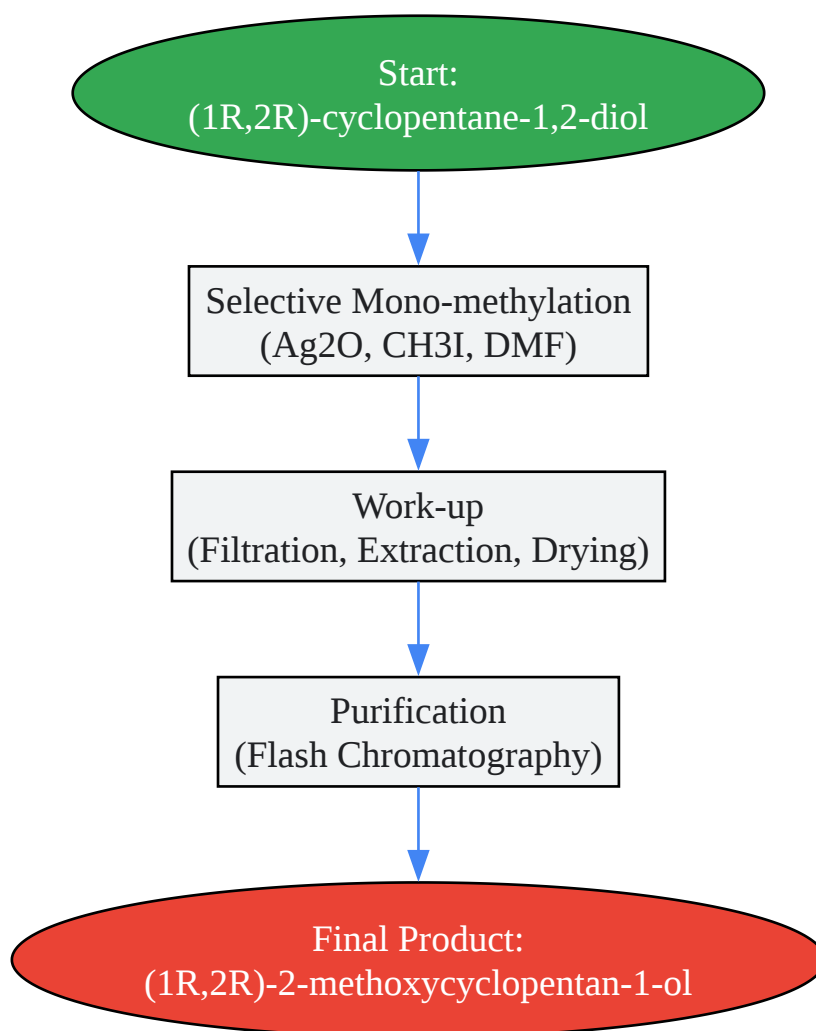 Start:
(1R,2R)-cyclopentane-1,2-diol
Selective Mono-methylation
(Ag2O, CH3I, DMF)
Work-up
(Filtration, Extraction, Drying)
Purification
(Flash Chromatography)
Final Product:
(1R,2R)-2-methoxycyclopentan-1-ol